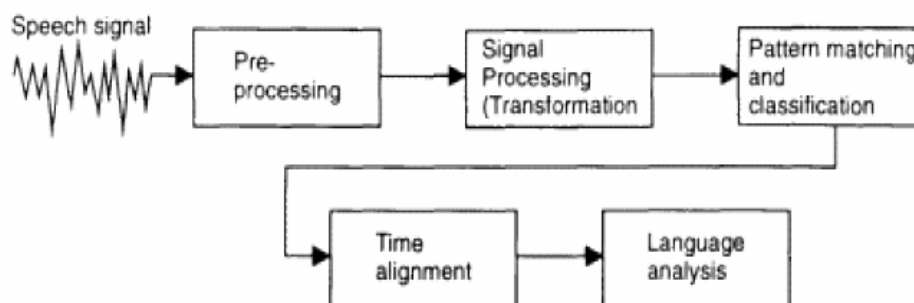 Speech signal
Pre-
processing
Signal
Processing
(Transformation
Pattern matching
and
classification
Time
alignment
Language
analysis